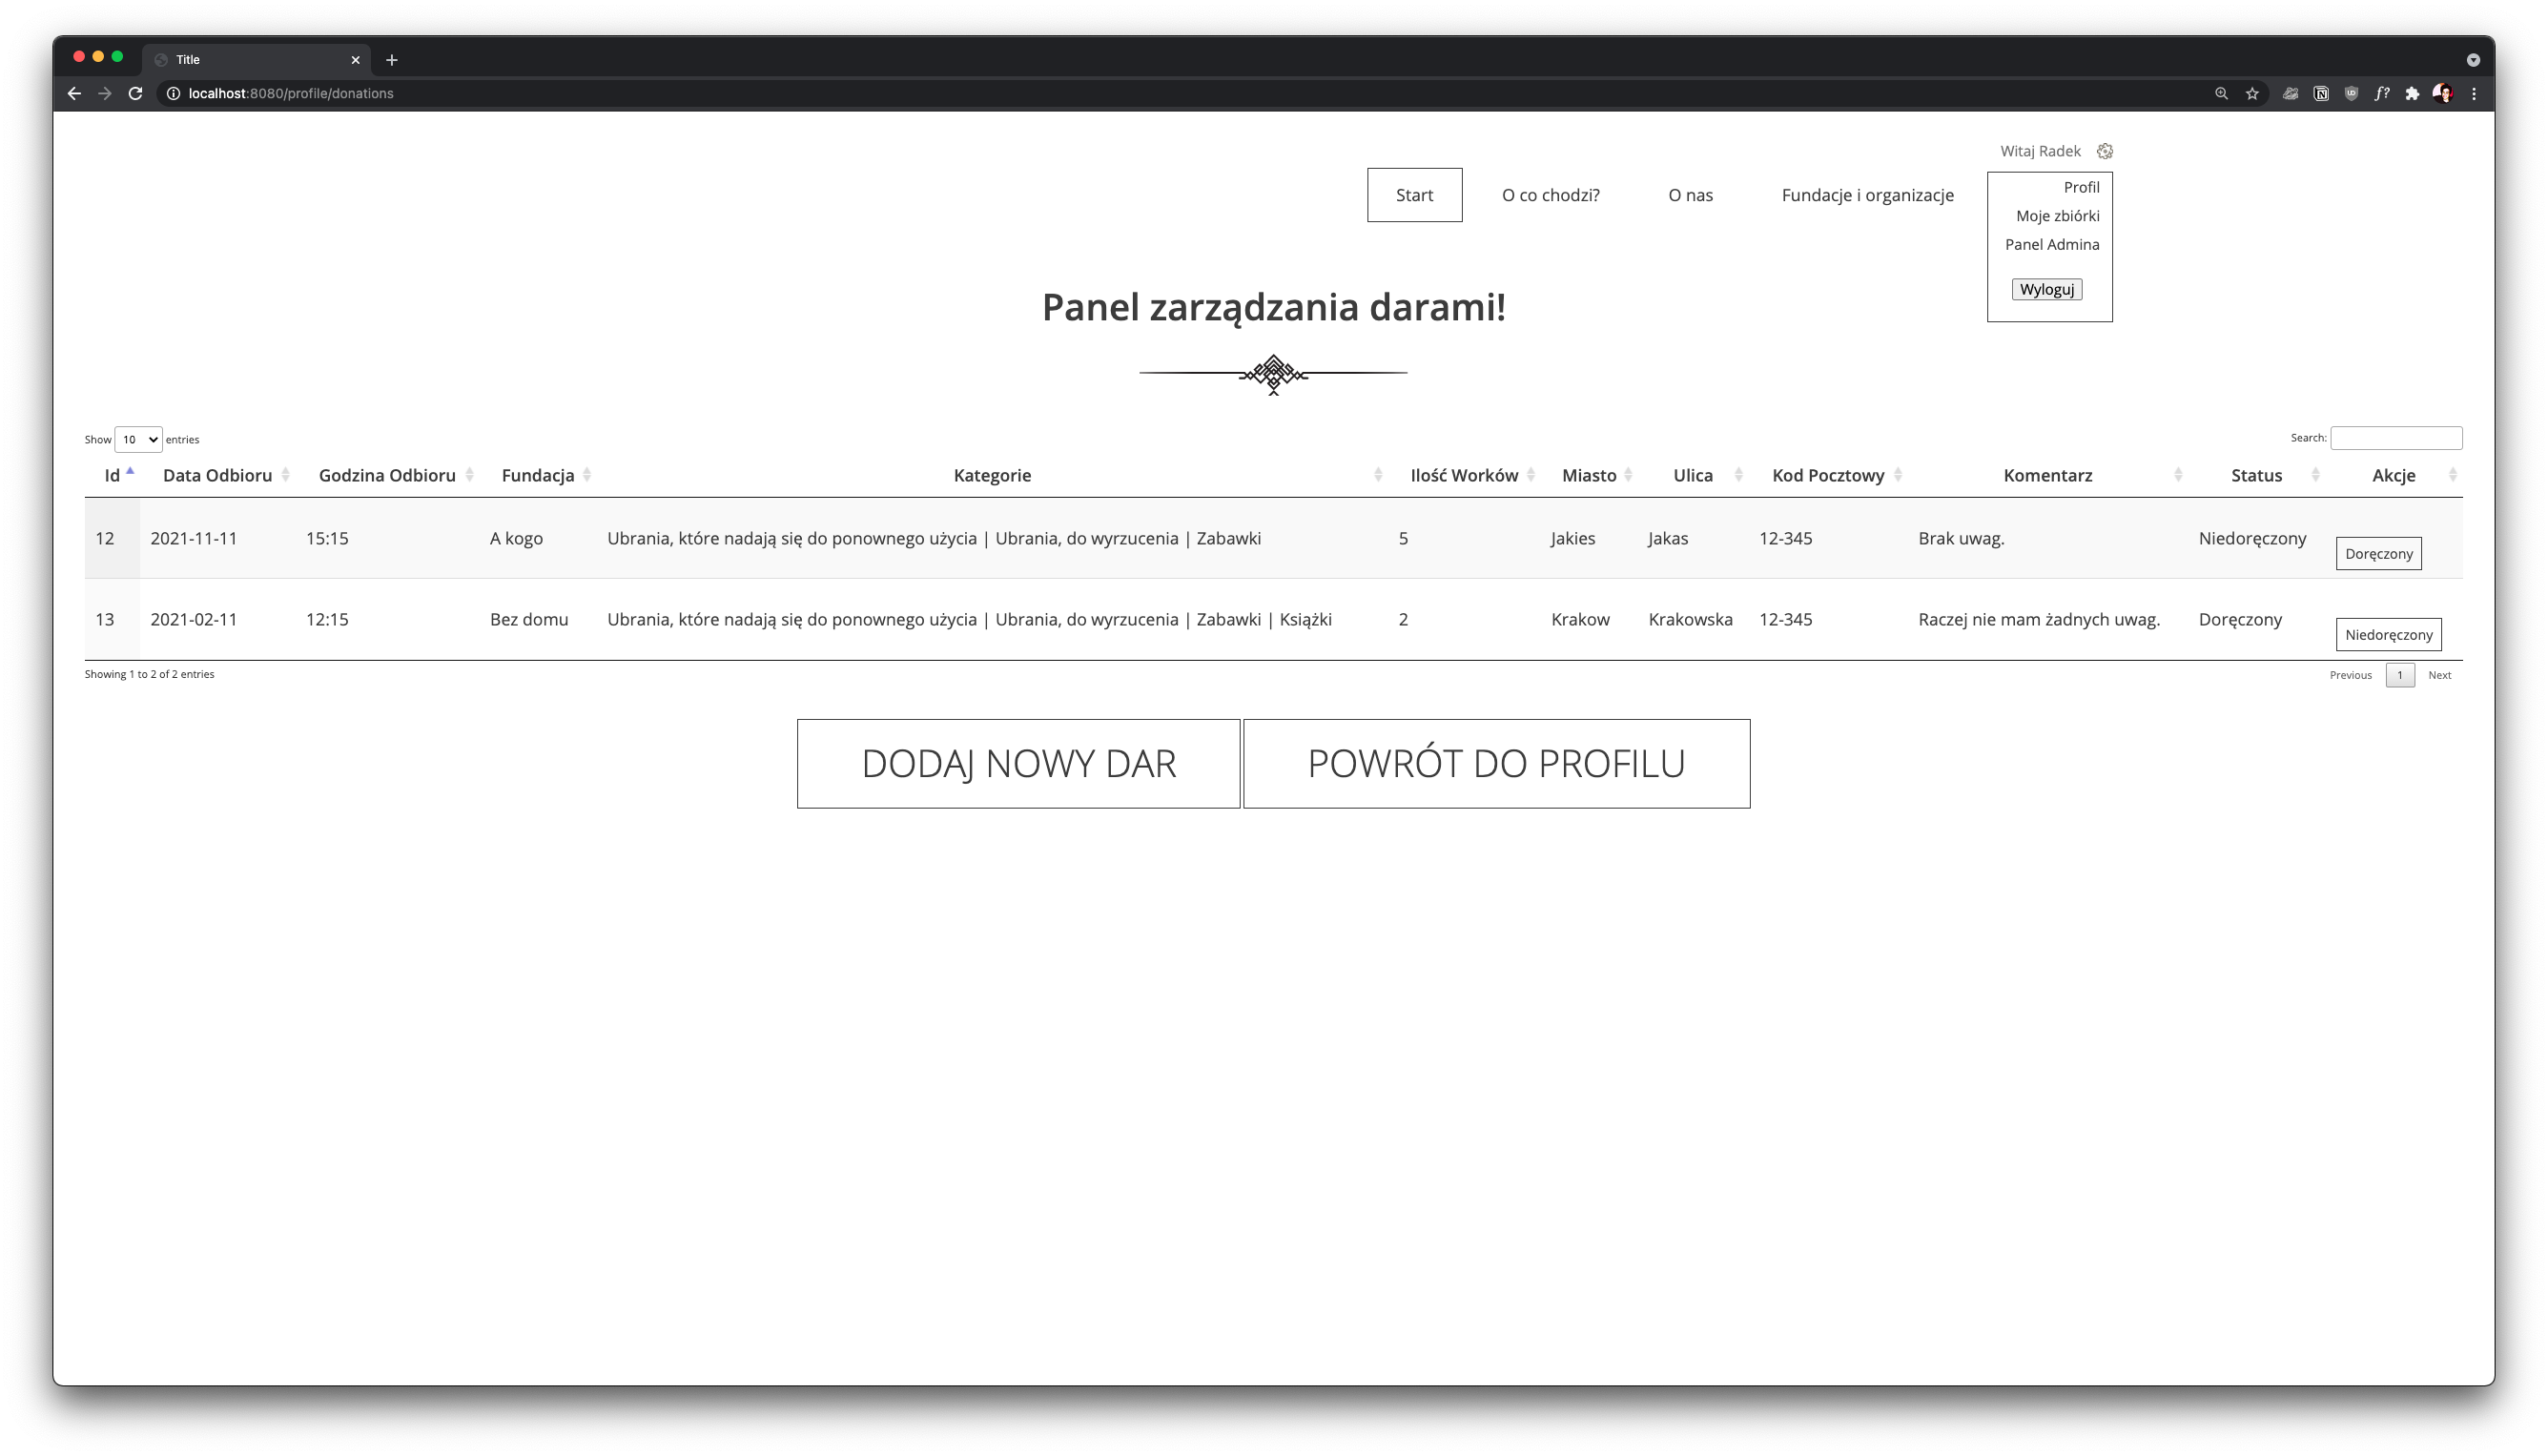 Title
localhost:8080/profile/donations
Witaj Radek
Start O co chodzi? O nas Fundacje i organizacje
Profil
Moje zbiórki
Panel Admina
Wyloguj
Panel zarządzania darami!
Show 10 entries Search:
Id Data Odbioru Godzina Odbioru Fundacja Kategorie Ilość Worków Miasto Ulica Kod Pocztowy Komentarz Status Akcje
12 2021-11-11 15:15 A kogo Ubrania, które nadają się do ponownego użycia | Ubrania, do wyrzucenia | Zabawki 5 Jakies Jakas 12-345 Brak uwag. Niedoręczony Doręczony
13 2021-02-11 12:15 Bez domu Ubrania, które nadają się do ponownego użycia | Ubrania, do wyrzucenia | Zabawki | Książki 2 Krakow Krakowska 12-345 Raczej nie mam żadnych uwag. Doręczony Niedoręczony
Showing 1 to 2 of 2 entries Previous 1 Next
DODAJ NOWY DAR POWRÓT DO PROFILU